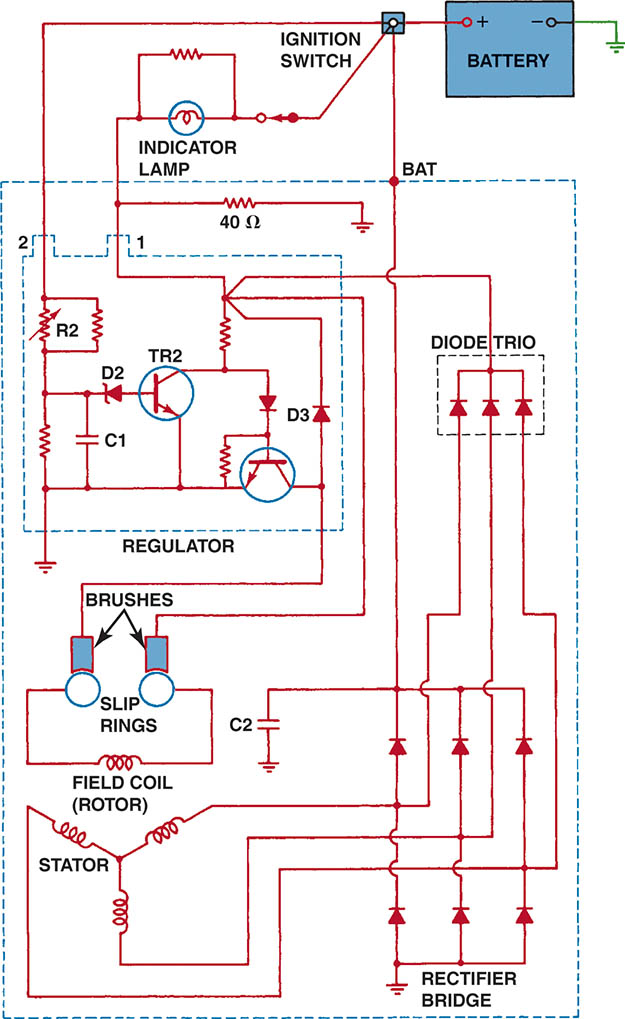 IGNITION
SWITCH
+ −
BATTERY
INDICATOR
LAMP
BAT
40 Ω
2
1
R2
D2
TR2
D3
C1
DIODE TRIO
REGULATOR
BRUSHES
SLIP
RINGS
C2
FIELD COIL
(ROTOR)
STATOR
RECTIFIER
BRIDGE